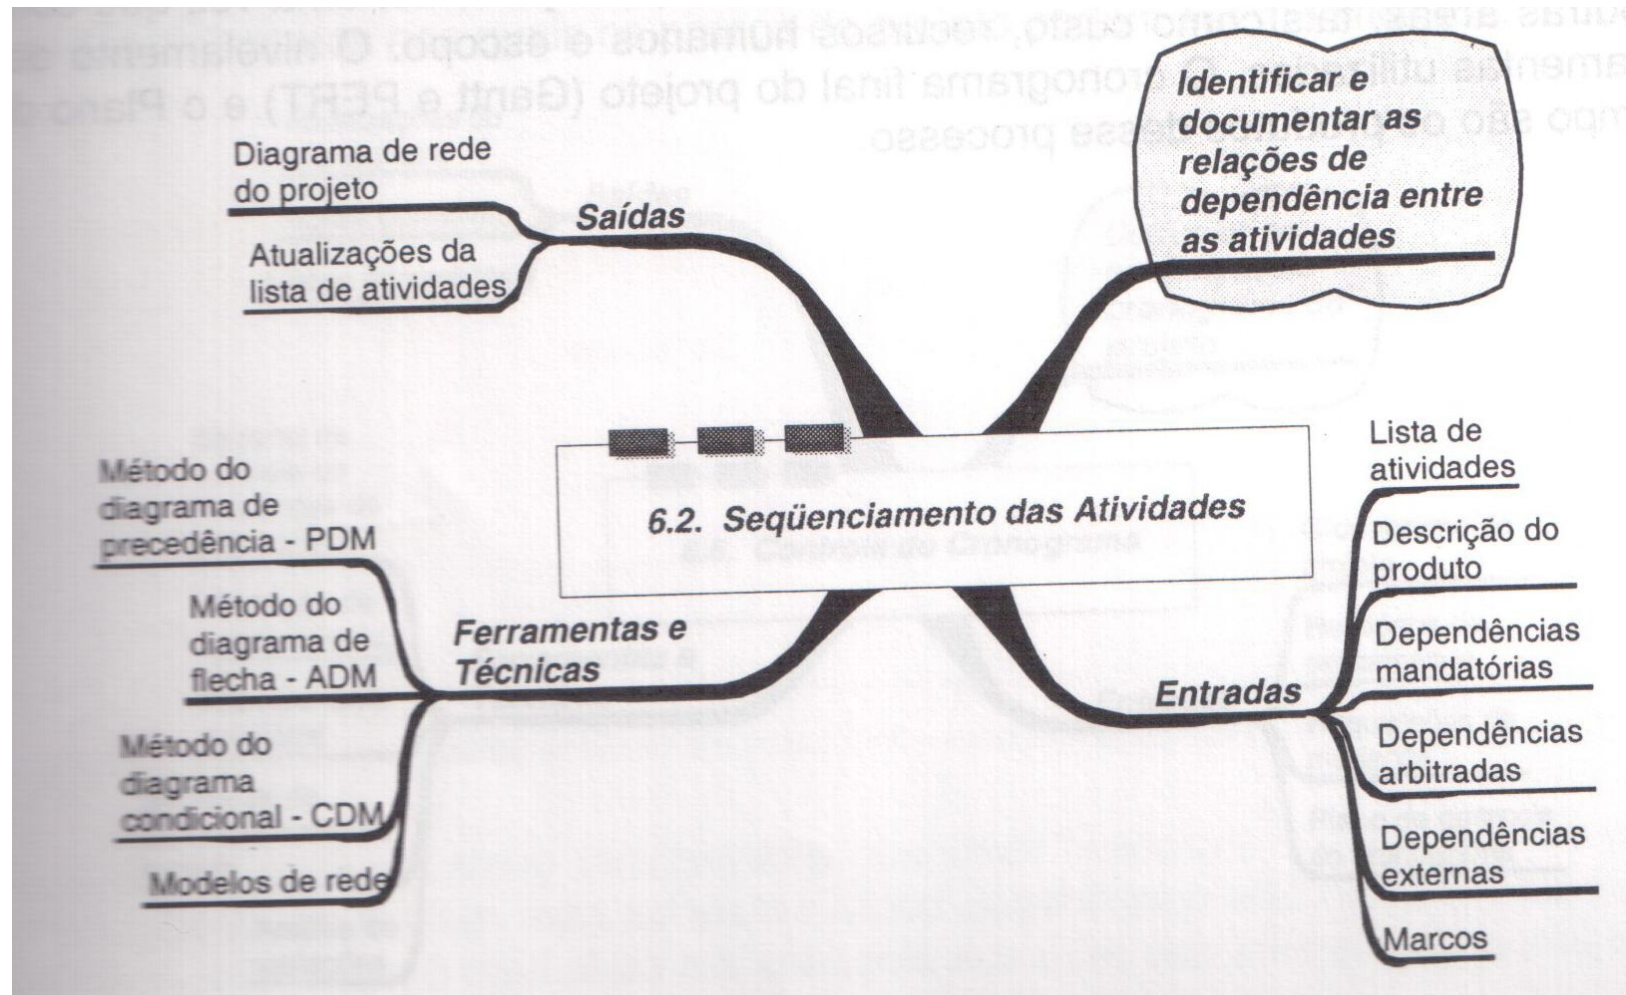 Identificar e
documentar as
relações de
dependência entre
as atividades
Diagrama de rede
do projeto
Saídas
Atualizações da
lista de atividades
6.2. Seqüenciamento das Atividades
Lista de
atividades
Descrição do
produto
Dependências
mandatórias
Entradas
Dependências
arbitradas
Dependências
externas
Marcos
Método do
diagrama de
precedência - PDM
Método do
diagrama de
flecha - ADM
Ferramentas e
Técnicas
Método do
diagrama
condicional - CDM
Modelos de rede